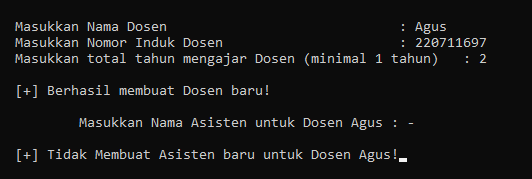 Masukkan Nama Dosen : Agus
Masukkan Nomor Induk Dosen : 220711697
Masukkan total tahun mengajar Dosen (minimal 1 tahun) : 2
[+] Berhasil membuat Dosen baru!
Masukkan Nama Asisten untuk Dosen Agus : -
[+] Tidak Membuat Asisten baru untuk Dosen Agus!